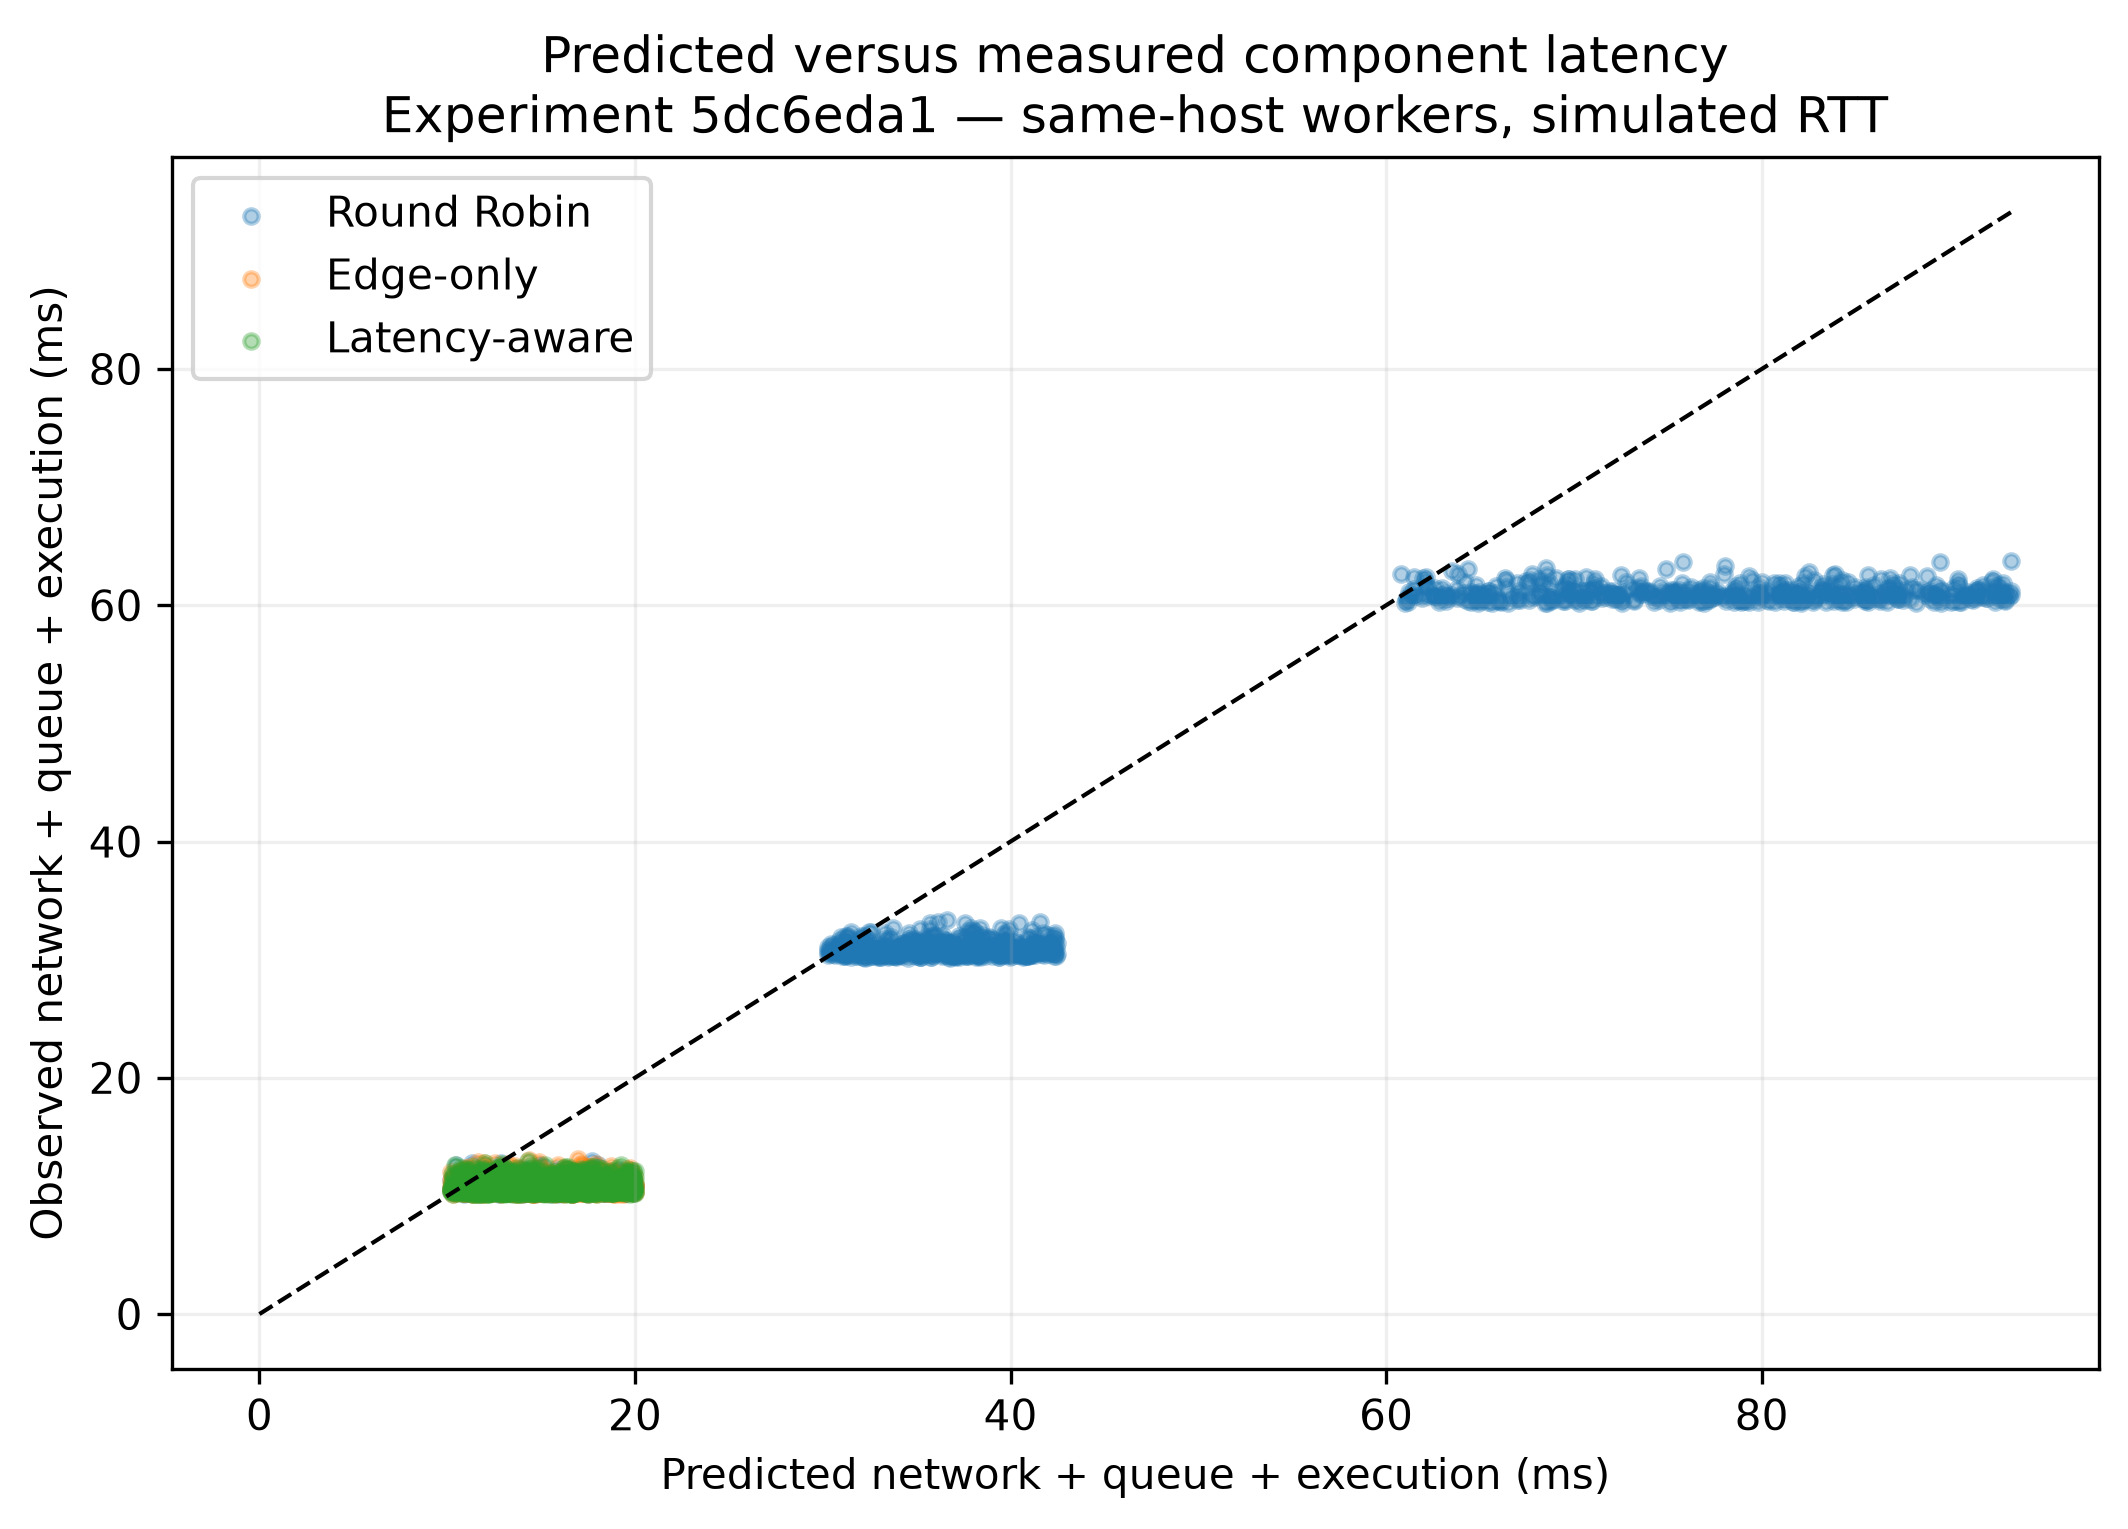 Predicted versus measured component latency
Experiment 5dc6eda1 — same-host workers, simulated RTT
Round Robin
Edge-only
Latency-aware
Observed network + queue + execution (ms)
80
60
40
20
0
0
20
40
60
80
Predicted network + queue + execution (ms)